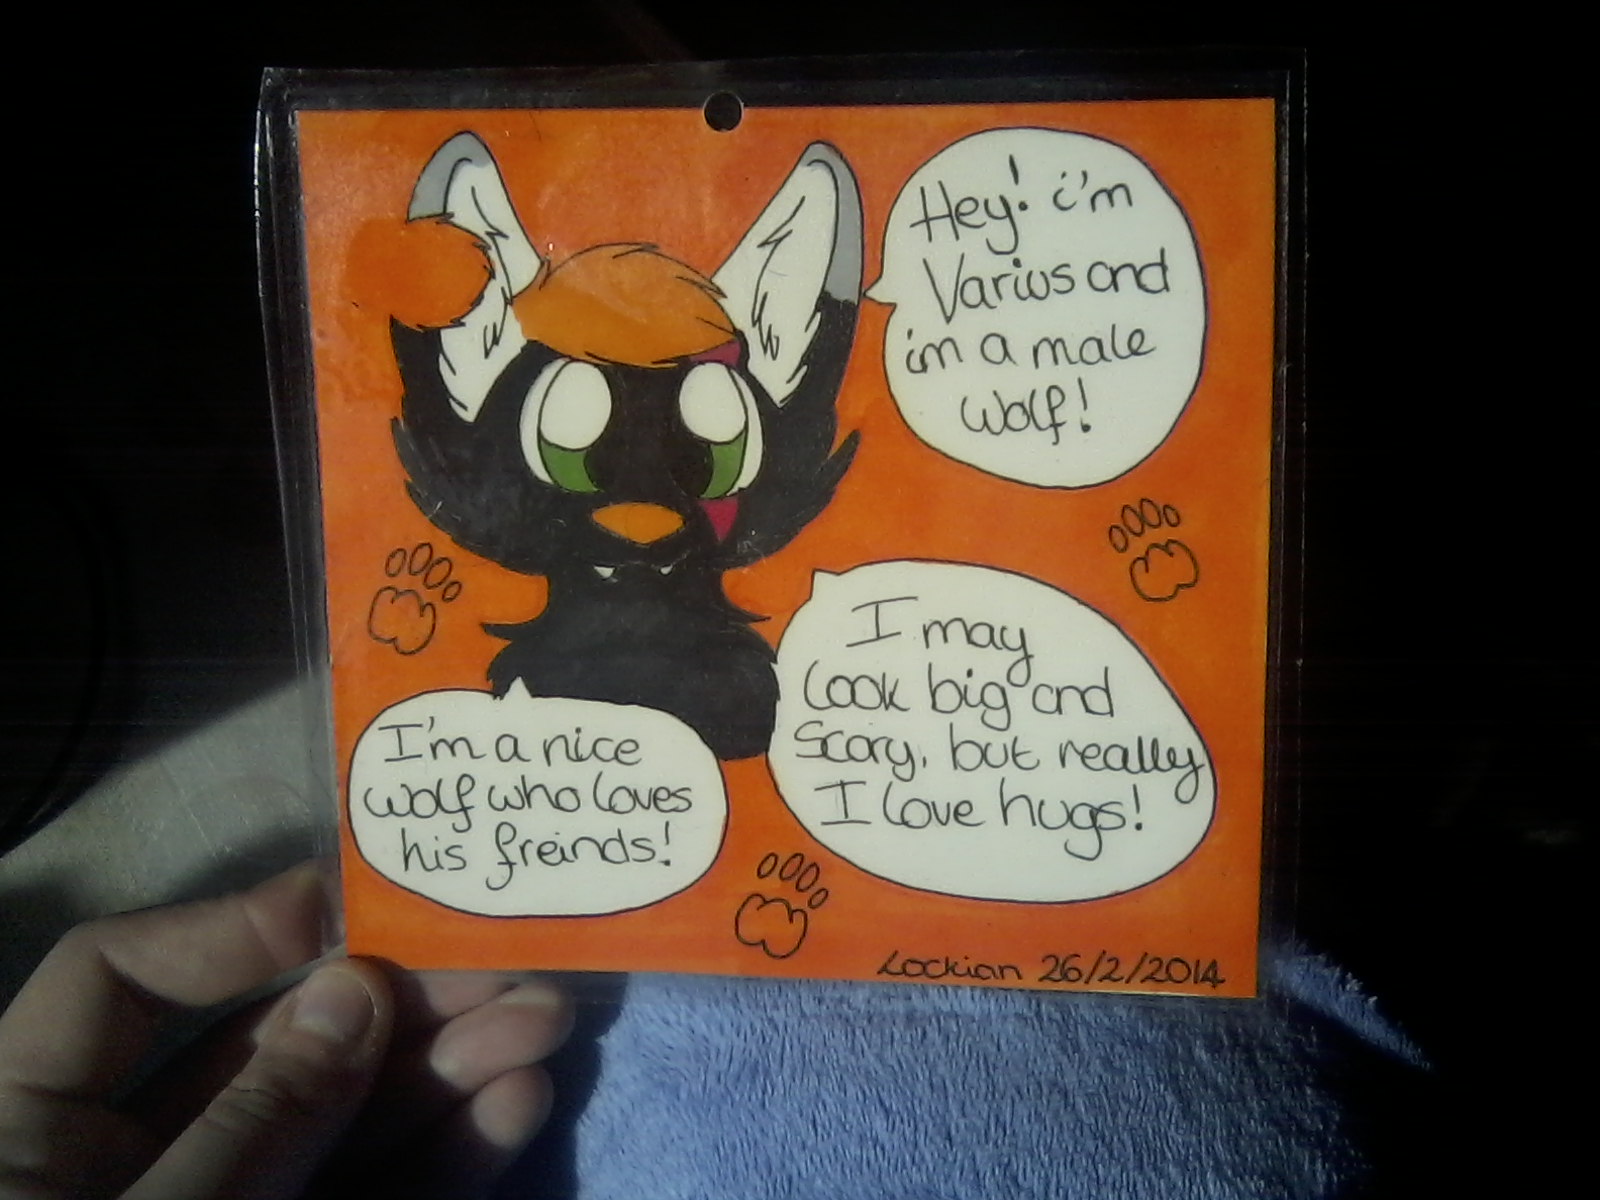 Hey! i'm
Varius and
im a male
wolf!
I may
look big and
Scary, but really
I love hugs!
I'm a nice
wolf who loves
his freinds!
Lockian 26/2/2014